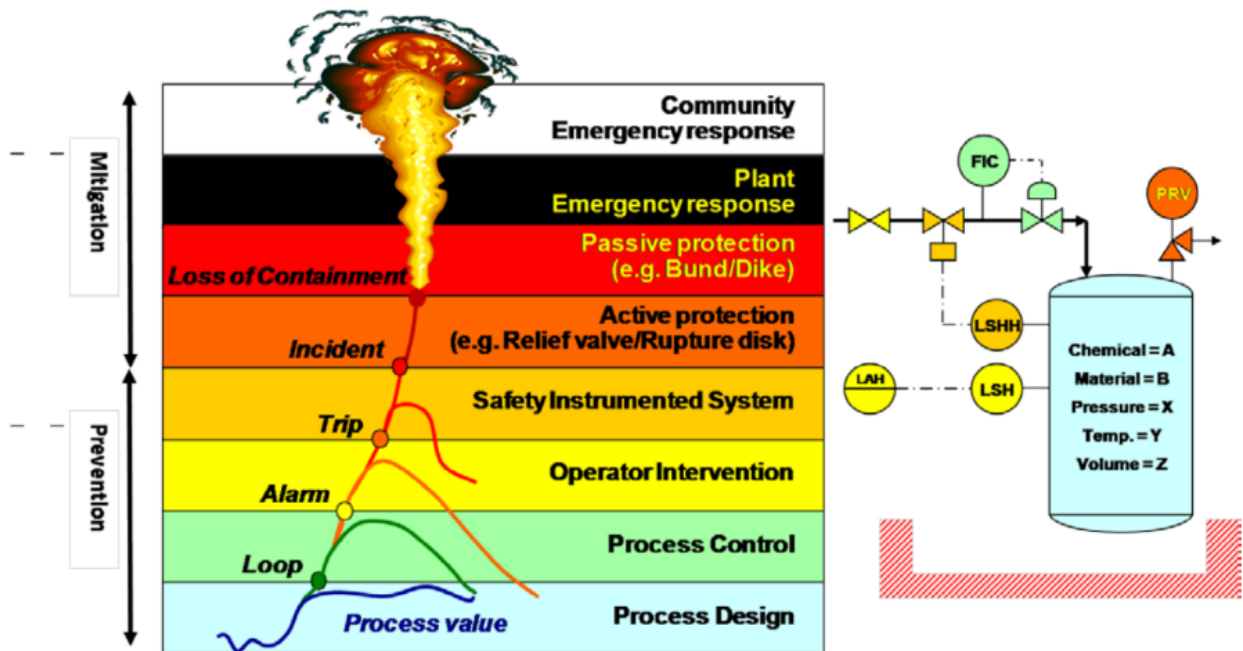 Mitigation
Prevention
Community
Emergency response
Plant
Emergency response
Passive protection
(e.g. Bund/Dike)
Loss of Containment
Active protection
(e.g. Relief valve/Rupture disk)
Incident
Safety Instrumented System
Trip
Operator Intervention
Alarm
Process Control
Loop
Process value
Process Design
FIC
PRV
LSHH
LAH
LSH
Chemical = A
Material = B
Pressure = X
Temp. = Y
Volume = Z